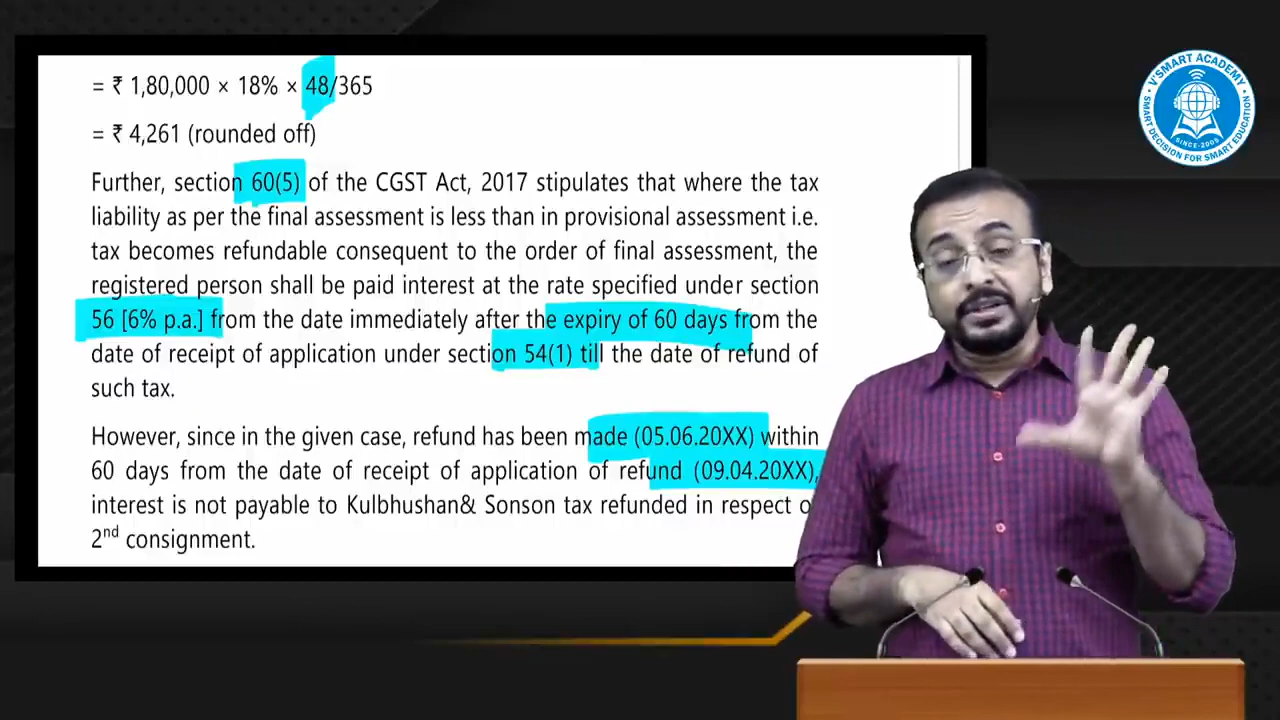 = ₹ 1,80,000 × 18% × 48/365
= ₹ 4,261 (rounded off)
Further, section 60(5) of the CGST Act, 2017 stipulates that where the tax
liability as per the final assessment is less than in provisional assessment i.e.
tax becomes refundable consequent to the order of final assessment, the
registered person shall be paid interest at the rate specified under section
56 [6% p.a.] from the date immediately after the expiry of 60 days from the
date of receipt of application under section 54(1) till the date of refund of
such tax.
However, since in the given case, refund has been made (05.06.20XX) within
60 days from the date of receipt of application of refund (09.04.20XX),
interest is not payable to Kulbhushan& Sonson tax refunded in respect o
2nd consignment.
V'SMART ACADEMY
SINCE-2009
SMART DECISION FOR SMART EDUCATION